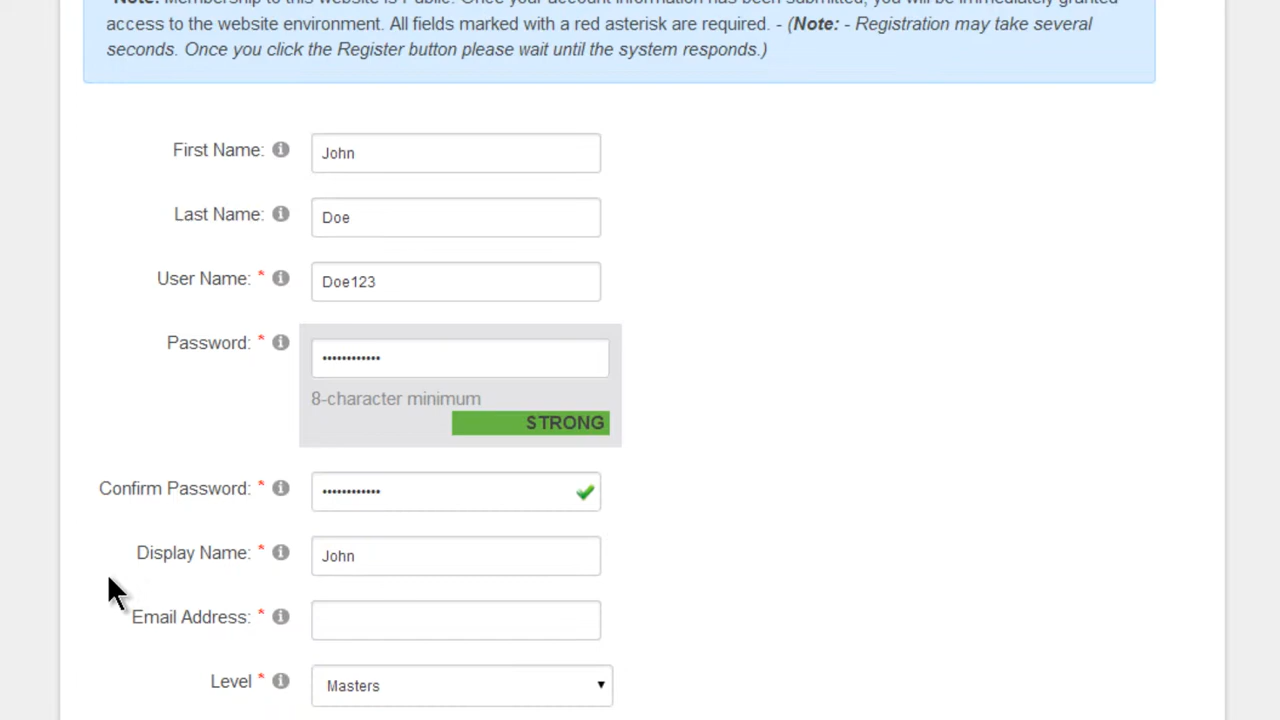 Note: Membership to this website is Public. Once your account information has been submitted, you will be immediately granted
access to the website environment. All fields marked with a red asterisk are required. - (Note: - Registration may take several
seconds. Once you click the Register button please wait until the system responds.)
First Name: John
Last Name: Doe
User Name: * Doe123
Password: * ••••••••••••
8-character minimum
STRONG
Confirm Password: * ••••••••••••
Display Name: * John
Email Address: *
Level * Masters